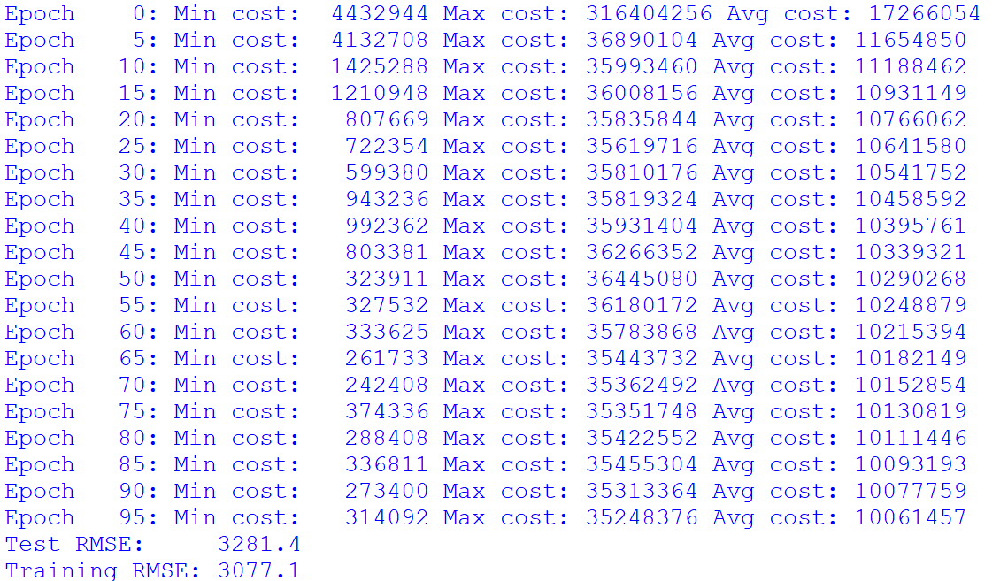 Epoch    0: Min cost:  4432944 Max cost: 316404256 Avg cost: 17266054
Epoch    5: Min cost:  4132708 Max cost: 36890104 Avg cost: 11654850
Epoch   10: Min cost:  1425288 Max cost: 35993460 Avg cost: 11188462
Epoch   15: Min cost:  1210948 Max cost: 36008156 Avg cost: 10931149
Epoch   20: Min cost:   807669 Max cost: 35835844 Avg cost: 10766062
Epoch   25: Min cost:   722354 Max cost: 35619716 Avg cost: 10641580
Epoch   30: Min cost:   599380 Max cost: 35810176 Avg cost: 10541752
Epoch   35: Min cost:   943236 Max cost: 35819324 Avg cost: 10458592
Epoch   40: Min cost:   992362 Max cost: 35931404 Avg cost: 10395761
Epoch   45: Min cost:   803381 Max cost: 36266352 Avg cost: 10339321
Epoch   50: Min cost:   323911 Max cost: 36445080 Avg cost: 10290268
Epoch   55: Min cost:   327532 Max cost: 36180172 Avg cost: 10248879
Epoch   60: Min cost:   333625 Max cost: 35783868 Avg cost: 10215394
Epoch   65: Min cost:   261733 Max cost: 35443732 Avg cost: 10182149
Epoch   70: Min cost:   242408 Max cost: 35362492 Avg cost: 10152854
Epoch   75: Min cost:   374336 Max cost: 35351748 Avg cost: 10130819
Epoch   80: Min cost:   288408 Max cost: 35422552 Avg cost: 10111446
Epoch   85: Min cost:   336811 Max cost: 35455304 Avg cost: 10093193
Epoch   90: Min cost:   273400 Max cost: 35313364 Avg cost: 10077759
Epoch   95: Min cost:   314092 Max cost: 35248376 Avg cost: 10061457
Test RMSE:     3281.4
Training RMSE: 3077.1